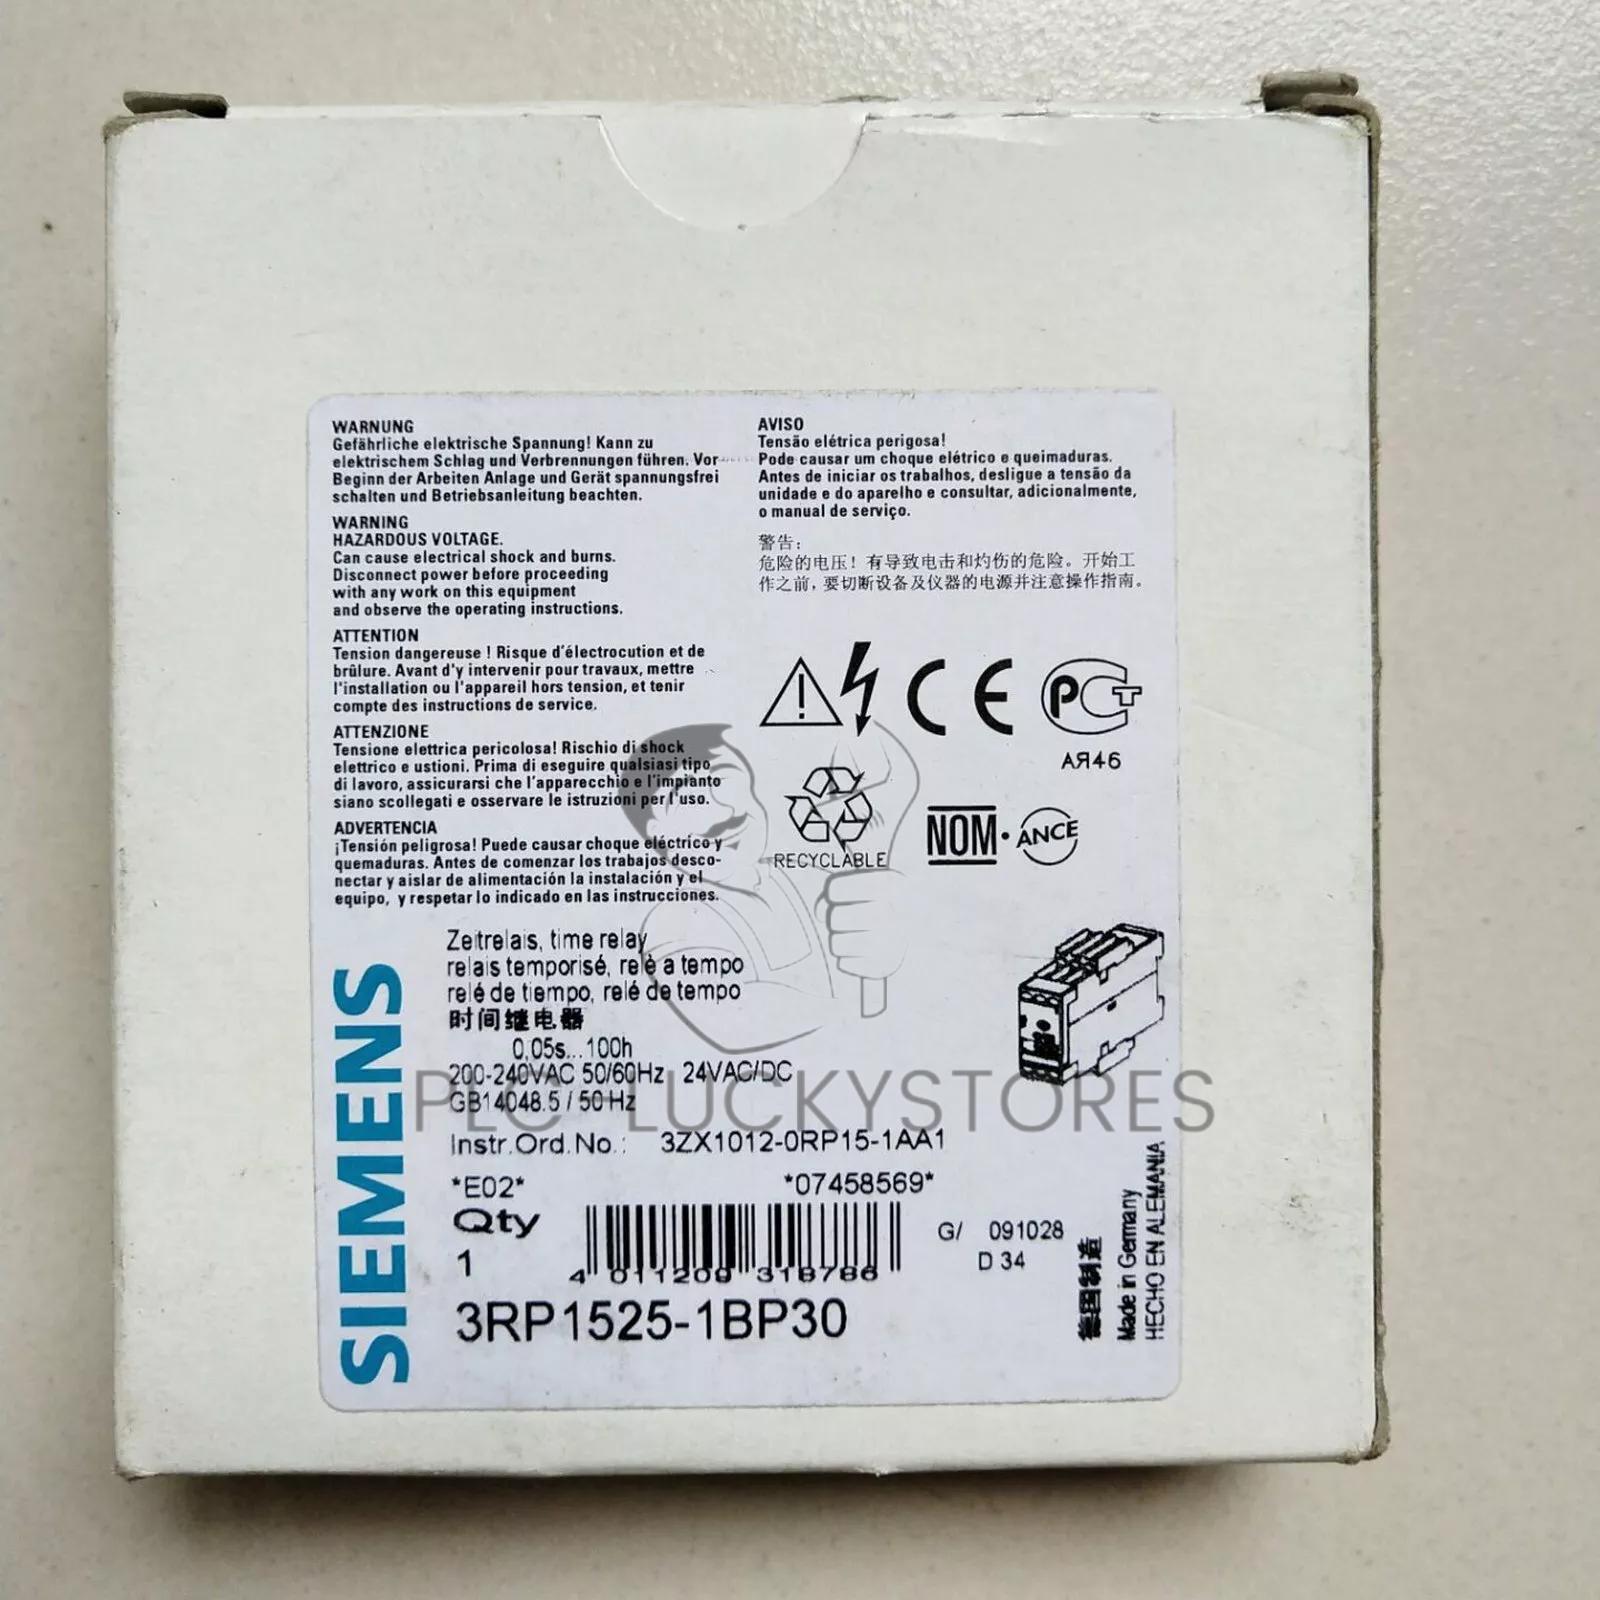 WARNUNG
Gefährliche elektrische Spannung! Kann zu
elektrischem Schlag und Verbrennungen führen. Vor
Beginn der Arbeiten Anlage und Gerät spannungsfrei
schalten und Betriebsanleitung beachten.
WARNING
HAZARDOUS VOLTAGE.
Can cause electrical shock and burns.
Disconnect power before proceeding
with any work on this equipment
and observe the operating instructions.
ATTENTION
Tension dangereuse ! Risque d'électrocution et de
brûlure. Avant d'y intervenir pour travaux, mettre
l'installation ou l'appareil hors tension, et tenir
compte des instructions de service.
ATTENZIONE
Tensione elettrica pericolosa! Rischio di shock
elettrico e ustioni. Prima di eseguire qualsiasi tipo
di lavoro, assicurarsi che l'apparecchio e l'impianto
siano scollegati e osservare le istruzioni per l'uso.
ADVERTENCIA
¡Tensión peligrosa! Puede causar choque eléctrico y
quemaduras. Antes de comenzar los trabajos desco-
nectar y aislar de alimentación la instalación y el
equipo, y respetar lo indicado en las instrucciones.
AVISO
Tensão elétrica perigosa!
Pode causar um choque elétrico e queimaduras.
Antes de iniciar os trabalhos, desligue a tensão da
unidade e do aparelho e consultar, adicionalmente,
o manual de serviço.
警告:
危险的电压! 有导致电击和灼伤的危险。开始工
作之前,要切断设备及仪器的电源并注意操作指南。
CE
PCT
AЯ46
RECYCLABLE
NOM·ANCE
SIEMENS
Zeitrelais, time relay
relais temporisé, relè a tempo
relé de tiempo, relé de tempo
时间继电器
0,05s...100h
200-240VAC 50/60Hz, 24VAC/DC
GB14048.5 / 50 Hz
PLC-LUCKYSTORES
Instr.Ord.No.: 3ZX1012-0RP15-1AA1
*E02* *07458569*
Qty
1
4 011209 318786
G/ 091028
D 34
3RP1525-1BP30
德国制造
Made in Germany
HECHO EN ALEMANIA